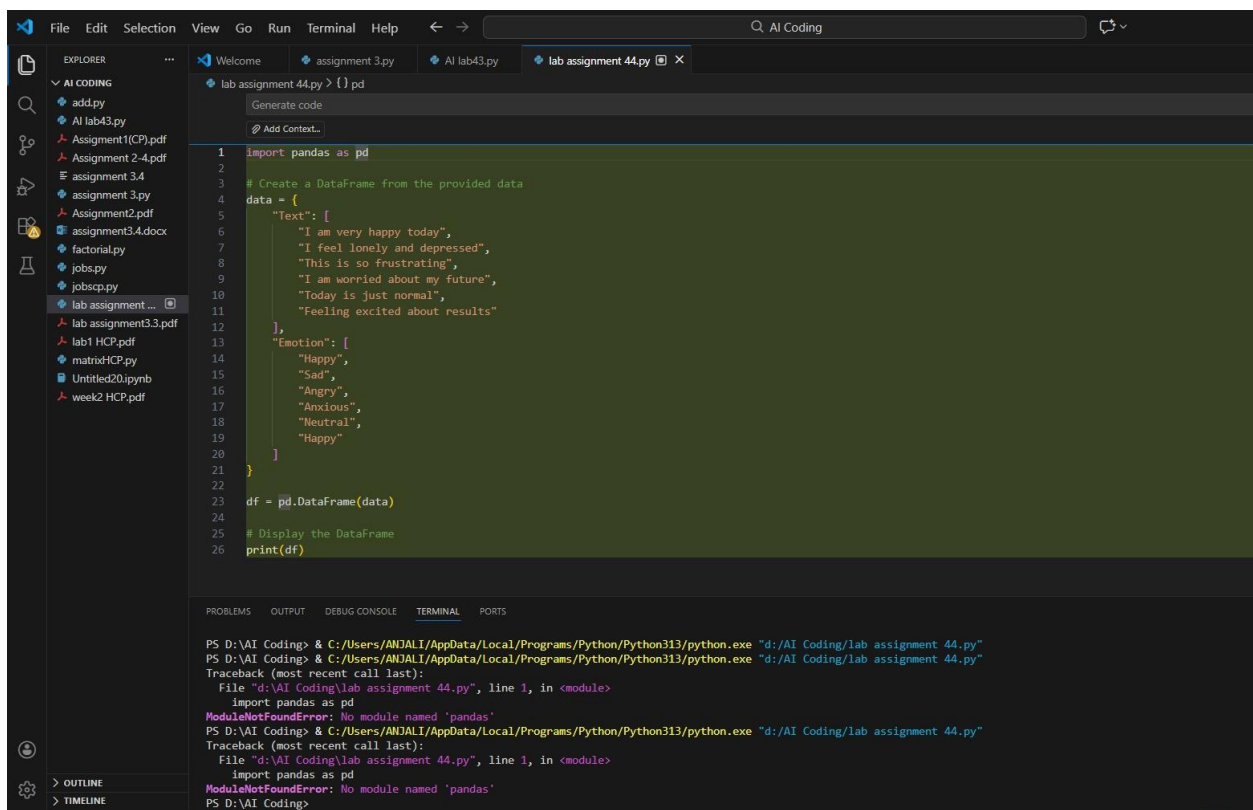 File Edit Selection View Go Run Terminal Help ← → AI Coding
EXPLORER ...
AI CODING
add.py
AI lab43.py
Assigment1(CP).pdf
Assignment 2-4.pdf
assignment 3.4
assignment 3.py
Assignment2.pdf
assignment3.4.docx
factorial.py
jobs.py
jobscp.py
lab assignment ...
lab assignment3.3.pdf
lab1 HCP.pdf
matrixHCP.py
Untitled20.ipynb
week2 HCP.pdf
OUTLINE
TIMELINE
Welcome assignment 3.py AI lab43.py lab assignment 44.py
lab assignment 44.py > {} pd
Generate code
Add Context...
1 import pandas as pd
2
3 # Create a DataFrame from the provided data
4 data = {
5 "Text": [
6 "I am very happy today",
7 "I feel lonely and depressed",
8 "This is so frustrating",
9 "I am worried about my future",
10 "Today is just normal",
11 "Feeling excited about results"
12 ],
13 "Emotion": [
14 "Happy",
15 "Sad",
16 "Angry",
17 "Anxious",
18 "Neutral",
19 "Happy"
20 ]
21 }
22
23 df = pd.DataFrame(data)
24
25 # Display the DataFrame
26 print(df)
PROBLEMS OUTPUT DEBUG CONSOLE TERMINAL PORTS
PS D:\AI Coding> & C:/Users/ANJALI/AppData/Local/Programs/Python/Python313/python.exe "d:/AI Coding/lab assignment 44.py"
PS D:\AI Coding> & C:/Users/ANJALI/AppData/Local/Programs/Python/Python313/python.exe "d:/AI Coding/lab assignment 44.py"
Traceback (most recent call last):
File "d:\AI Coding\lab assignment 44.py", line 1, in <module>
import pandas as pd
ModuleNotFoundError: No module named 'pandas'
PS D:\AI Coding> & C:/Users/ANJALI/AppData/Local/Programs/Python/Python313/python.exe "d:/AI Coding/lab assignment 44.py"
Traceback (most recent call last):
File "d:\AI Coding\lab assignment 44.py", line 1, in <module>
import pandas as pd
ModuleNotFoundError: No module named 'pandas'
PS D:\AI Coding>